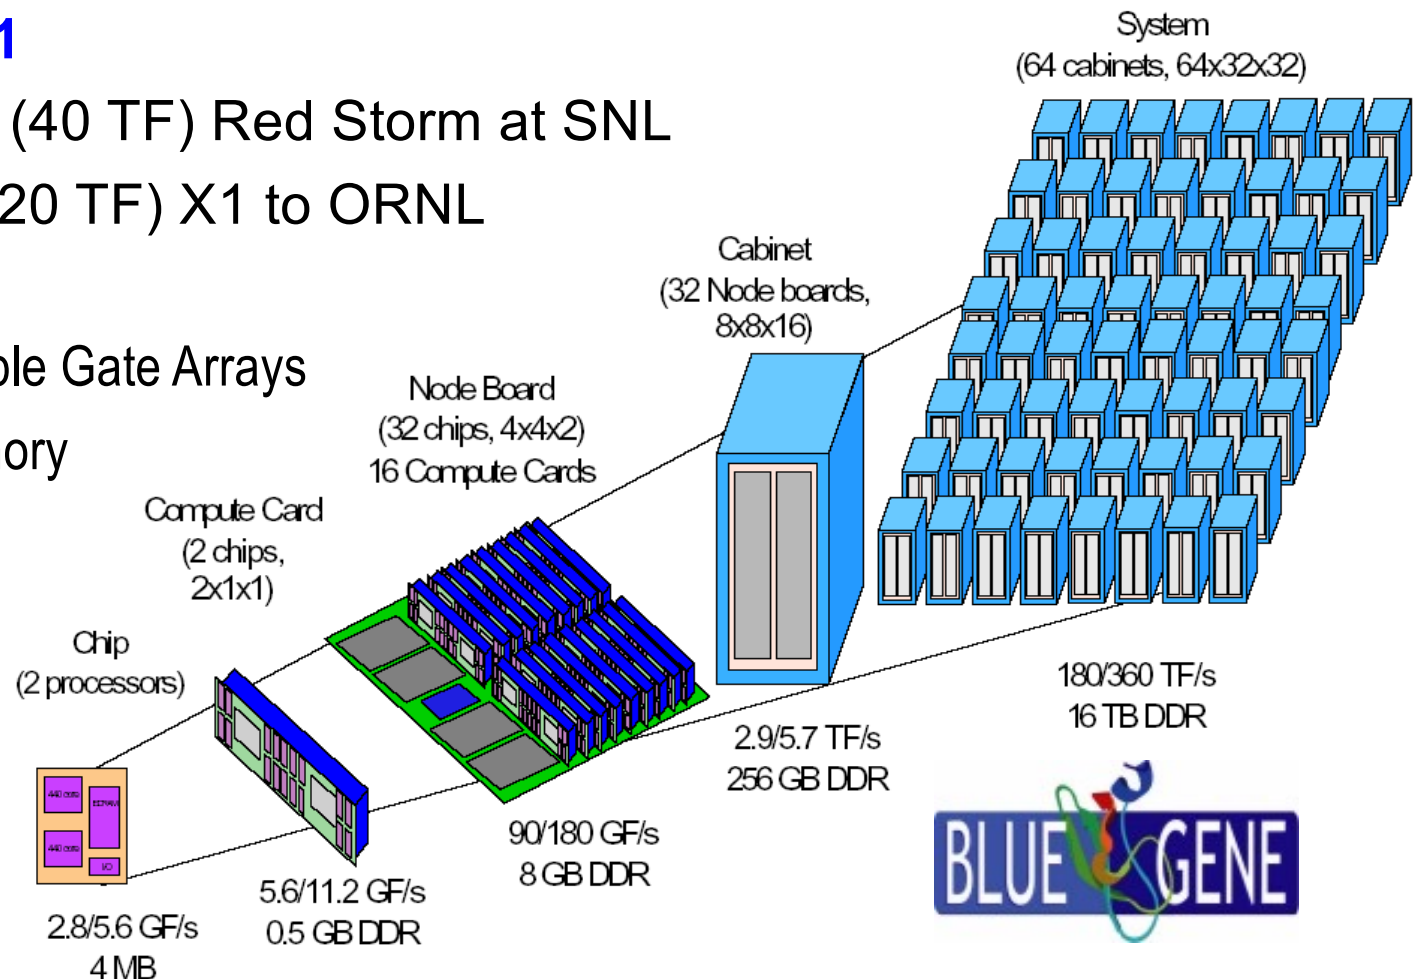 1
(40 TF) Red Storm at SNL
20 TF) X1 to ORNL
ble Gate Arrays
ory
System
(64 cabinets, 64x32x32)
Cabinet
(32 Node boards,
8x8x16)
Node Board
(32 chips, 4x4x2)
16 Compute Cards
Compute Card
(2 chips,
2x1x1)
Chip
(2 processors)
440 core
EDRAM
440 core
I/O
2.8/5.6 GF/s
4 MB
5.6/11.2 GF/s
0.5 GB DDR
90/180 GF/s
8 GB DDR
2.9/5.7 TF/s
256 GB DDR
180/360 TF/s
16 TB DDR
BLUE GENE